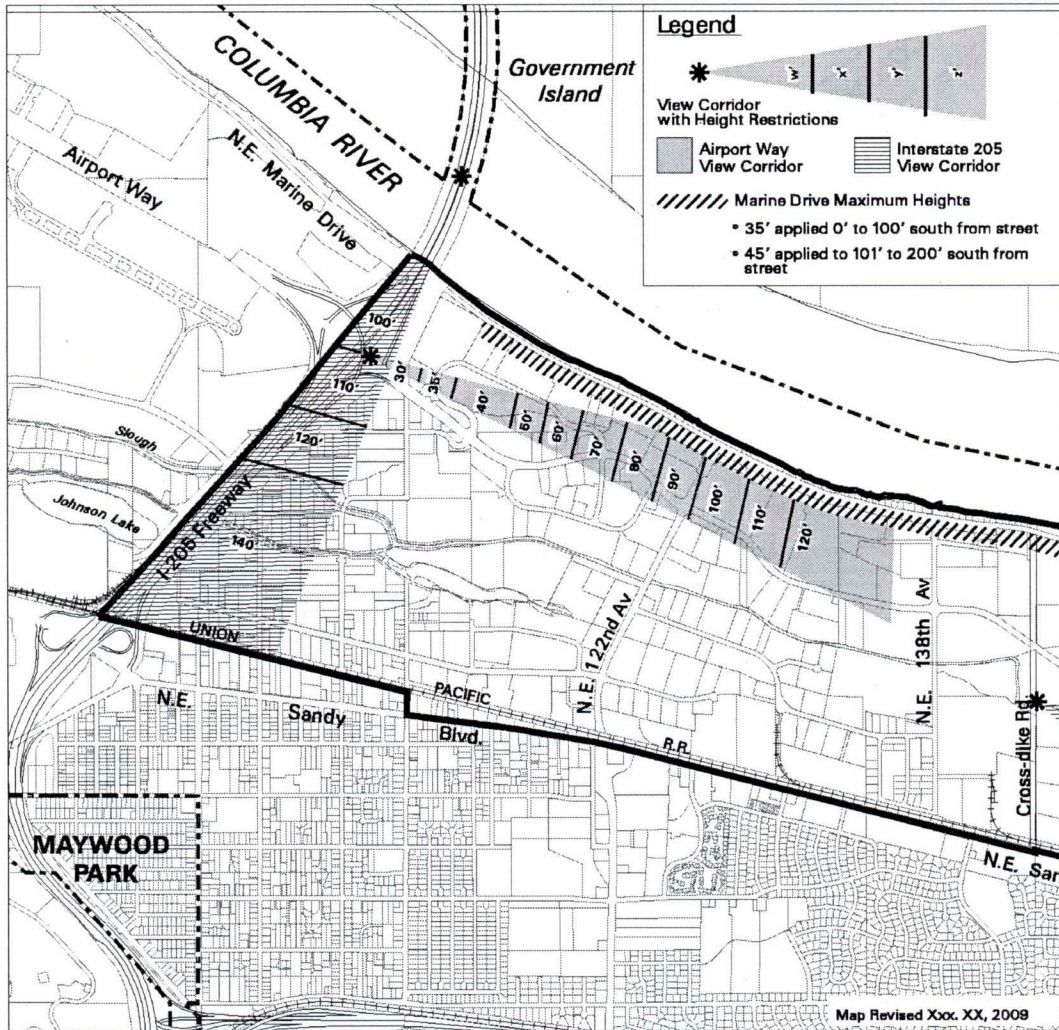 Legend
'w'
'x'
'y'
'z'
View Corridor
with Height Restrictions
Airport Way
View Corridor
Interstate 205
View Corridor
Marine Drive Maximum Heights
• 35' applied 0' to 100' south from street
• 45' applied to 101' to 200' south from
street
COLUMBIA RIVER
Government
Island
N.E. Marine Drive
Airport Way
100'
110'
120'
140'
30'
35'
40'
50'
60'
70'
80'
90'
100'
110'
120'
Slough
Johnson Lake
I-205 Freeway
UNION
PACIFIC
R.R.
N.E. 122nd Av
N.E. 138th Av
Cross-dike Rd
N.E. Sandy Blvd.
N.E. Sar
MAYWOOD
PARK
Map Revised Xxx. XX, 2009